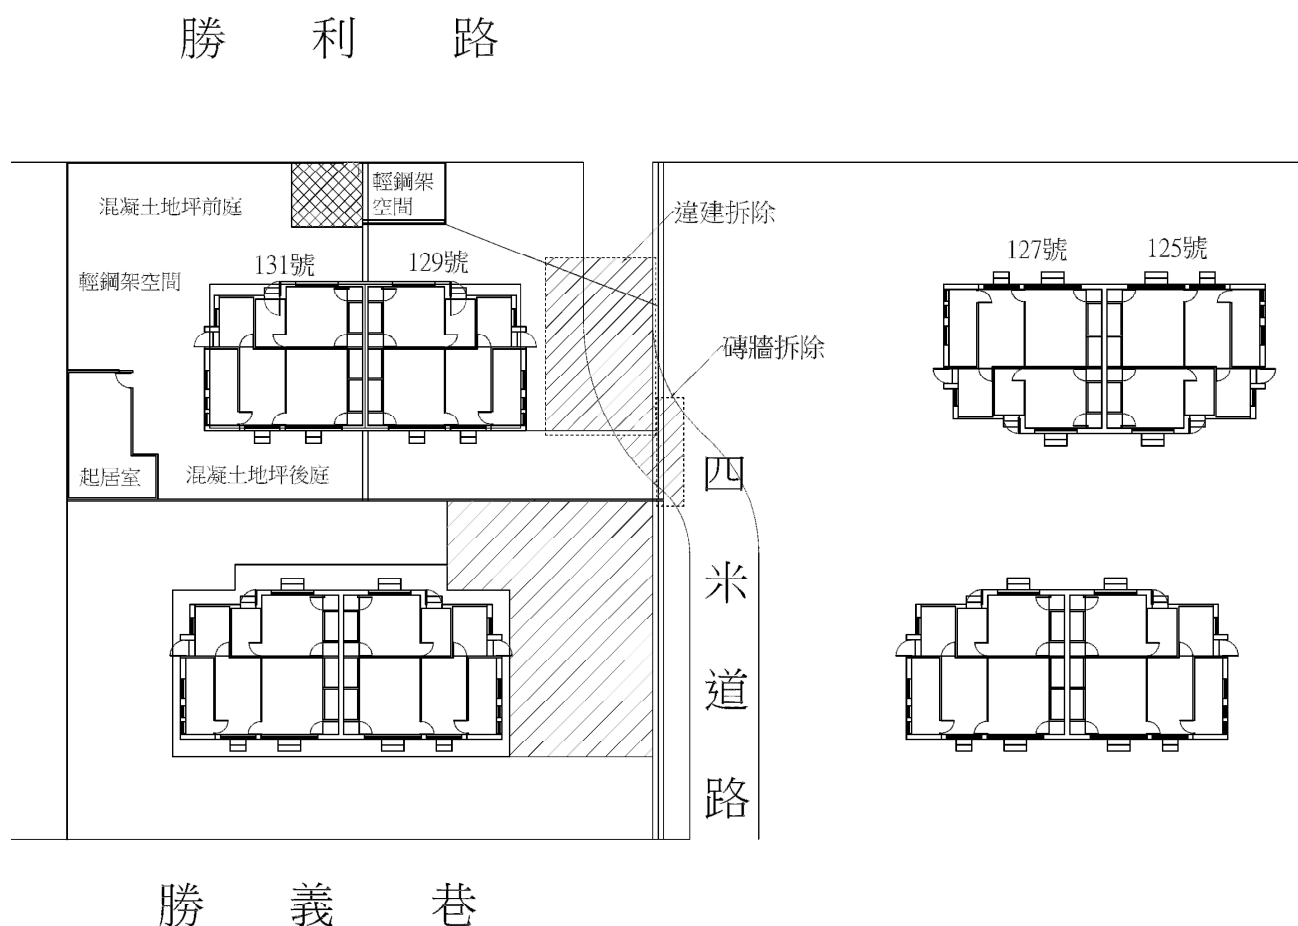 勝利路
輕鋼架
空間
混凝土地坪前庭
違建拆除
131號
129號
127號
125號
輕鋼架空間
磚牆拆除
起居室
混凝土地坪後庭
四米道路
勝義巷